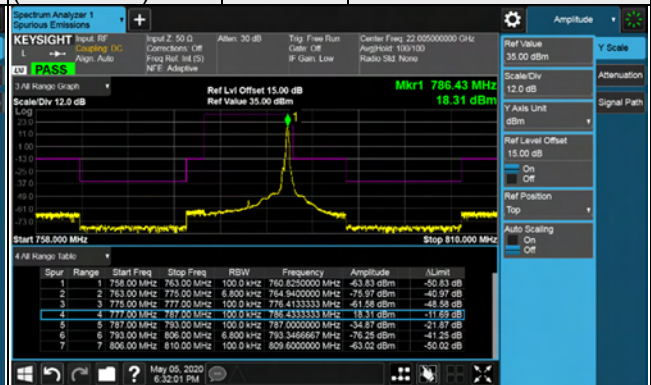 Spectrum Analyzer 1
Spurious Emissions
Amplitude
KEYSIGHT Input: RF Input Z: 50 Ω Atten: 30 dB Trig: Free Run Center Freq: 22.005000000 GHz
L Coupling: DC Corrections: Off Gate: Off Avg|Hold: 100/100
Align: Auto Freq Ref: Int (S) IF Gain: Low Radio Std: None
NFE: Adaptive
LV PASS
3 All Range Graph
Ref Lvl Offset 15.00 dB Mkr1 786.43 MHz
Scale/Div 12.0 dB Ref Value 35.00 dBm 18.31 dBm
Log
23.0
11.0
1.00
-13.0
-25.0
-37.0
-49.0
-61.0
-73.0
1
Start 758.000 MHz Stop 810.000 MHz
4 All Range Table
Spur Range Start Freq Stop Freq RBW Frequency Amplitude ΔLimit
1 1 758.00 MHz 763.00 MHz 100.0 kHz 760.8250000 MHz -63.83 dBm -50.83 dB
2 2 763.00 MHz 775.00 MHz 6.800 kHz 764.9400000 MHz -75.97 dBm -40.97 dB
3 3 775.00 MHz 777.00 MHz 100.0 kHz 776.4133333 MHz -61.58 dBm -48.58 dB
4 4 777.00 MHz 787.00 MHz 100.0 kHz 786.4333333 MHz 18.31 dBm -11.69 dB
5 5 787.00 MHz 793.00 MHz 100.0 kHz 787.0000000 MHz -34.87 dBm -21.87 dB
6 6 793.00 MHz 806.00 MHz 6.800 kHz 793.3466667 MHz -76.25 dBm -41.25 dB
7 7 806.00 MHz 810.00 MHz 100.0 kHz 809.6000000 MHz -63.02 dBm -50.02 dB
May 05, 2020
6:32:01 PM
Ref Value
35.00 dBm
Scale/Div
12.0 dB
Y Axis Unit
dBm
Ref Level Offset
15.00 dB
On
Off
Ref Position
Top
Auto Scaling
On
Off
Y Scale
Attenuation
Signal Path